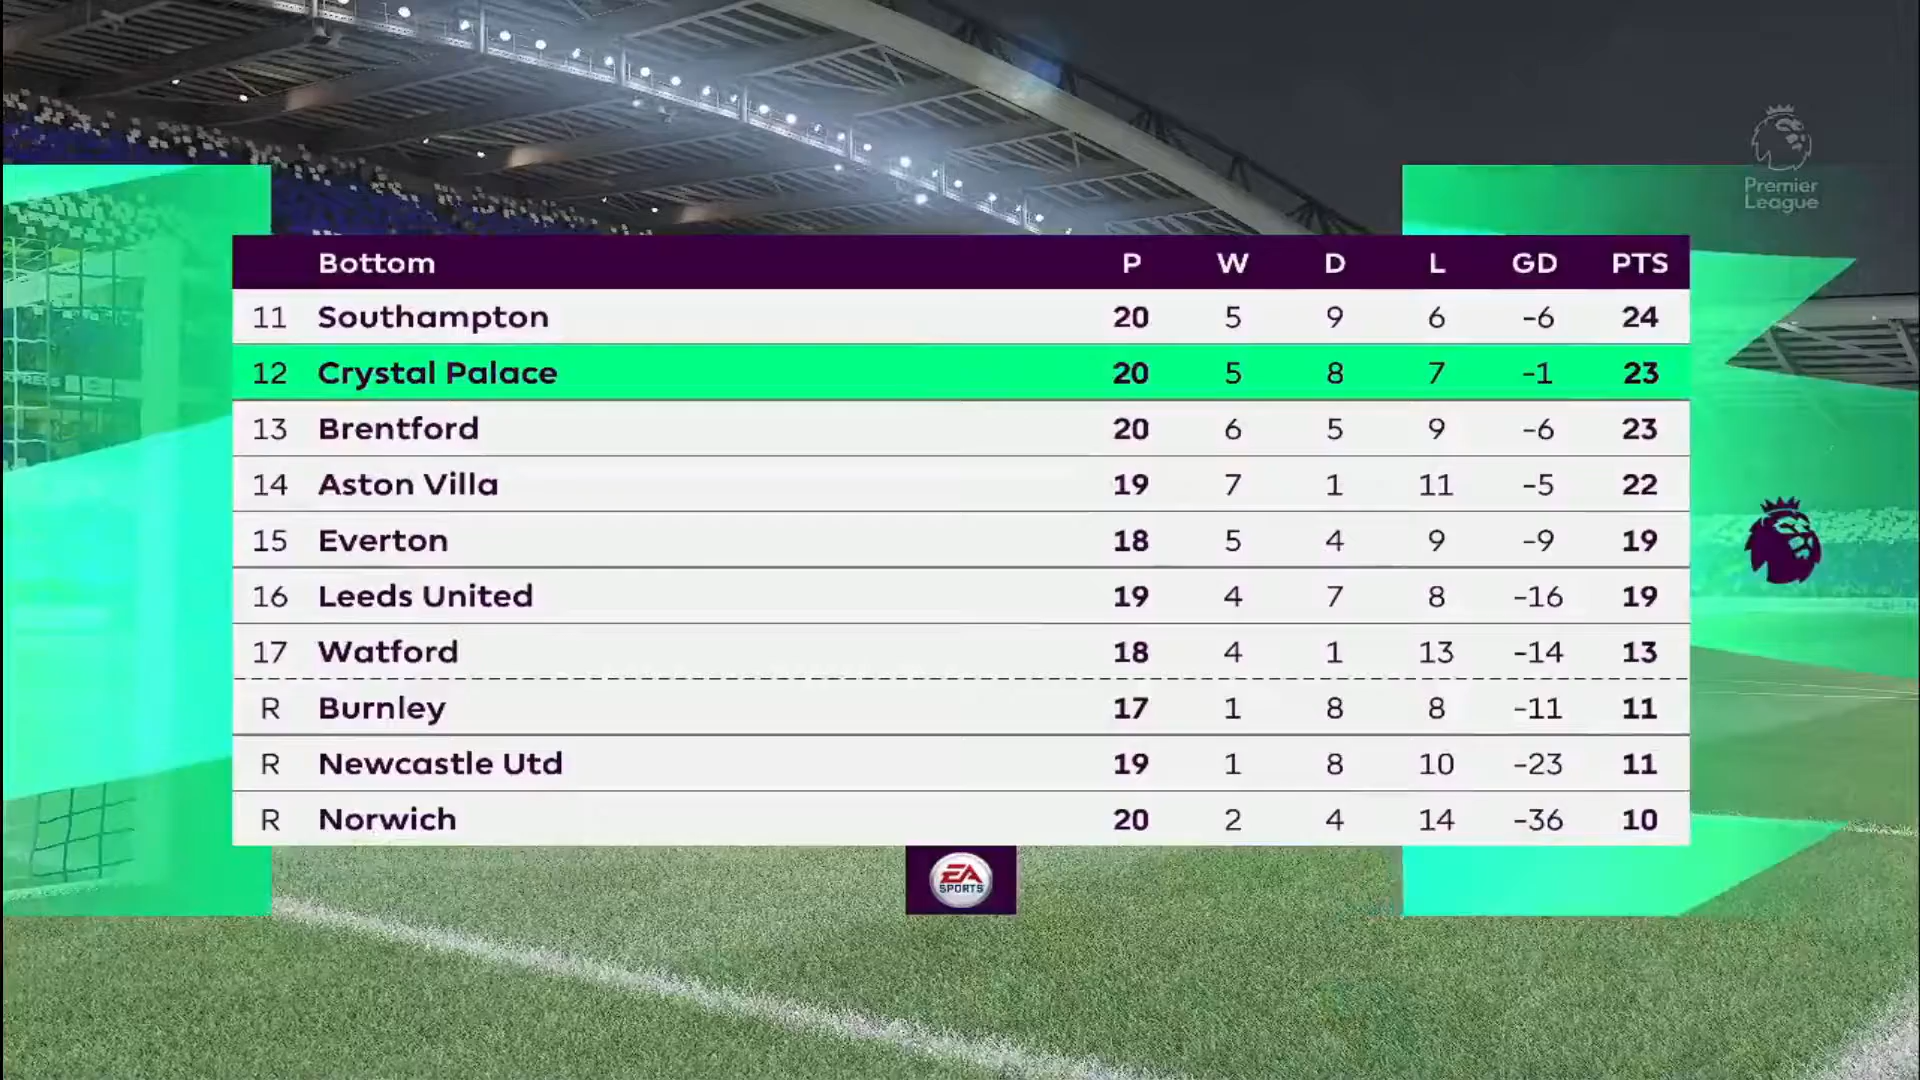 Premier
League
Bottom P W D L GD PTS
11 Southampton 20 5 9 6 -6 24
12 Crystal Palace 20 5 8 7 -1 23
13 Brentford 20 6 5 9 -6 23
14 Aston Villa 19 7 1 11 -5 22
15 Everton 18 5 4 9 -9 19
16 Leeds United 19 4 7 8 -16 19
17 Watford 18 4 1 13 -14 13
R Burnley 17 1 8 8 -11 11
R Newcastle Utd 19 1 8 10 -23 11
R Norwich 20 2 4 14 -36 10
EA
SPORTS